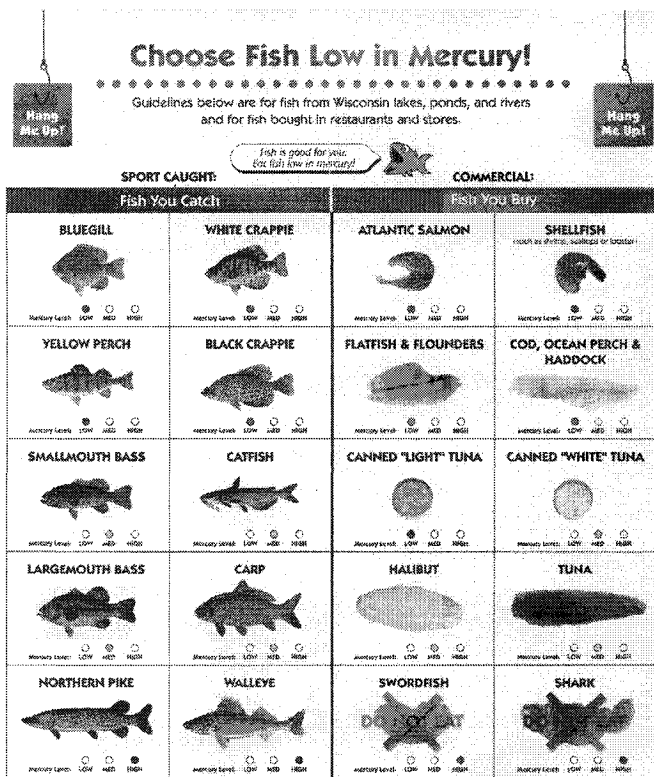 Choose Fish Low in Mercury!
Hang
Me Up!
Hang
Me Up!
Guidelines below are for fish from Wisconsin lakes, ponds, and rivers
and for fish bought in restaurants and stores.
Fish is good for you.
Eat fish low in mercury!
SPORT CAUGHT:
COMMERCIAL:
Fish You Catch
Fish You Buy
BLUEGILL
WHITE CRAPPIE
ATLANTIC SALMON
SHELLFISH
(such as shrimp, scallops or lobster)
Mercury Level: LOW MED HIGH
Mercury Level: LOW MED HIGH
Mercury Level: LOW MED HIGH
Mercury Level: LOW MED HIGH
YELLOW PERCH
BLACK CRAPPIE
FLATFISH & FLOUNDERS
COD, OCEAN PERCH &
HADDOCK
Mercury Level: LOW MED HIGH
Mercury Level: LOW MED HIGH
Mercury Level: LOW MED HIGH
Mercury Level: LOW MED HIGH
SMALLMOUTH BASS
CATFISH
CANNED "LIGHT" TUNA
CANNED "WHITE" TUNA
Mercury Level: LOW MED HIGH
Mercury Level: LOW MED HIGH
Mercury Level: LOW MED HIGH
Mercury Level: LOW MED HIGH
LARGEMOUTH BASS
CARP
HALIBUT
TUNA
Mercury Level: LOW MED HIGH
Mercury Level: LOW MED HIGH
Mercury Level: LOW MED HIGH
Mercury Level: LOW MED HIGH
NORTHERN PIKE
WALLEYE
SWORDFISH
SHARK
DO NOT EAT
DO NOT EAT
Mercury Level: LOW MED HIGH
Mercury Level: LOW MED HIGH
Mercury Level: LOW MED HIGH
Mercury Level: LOW MED HIGH